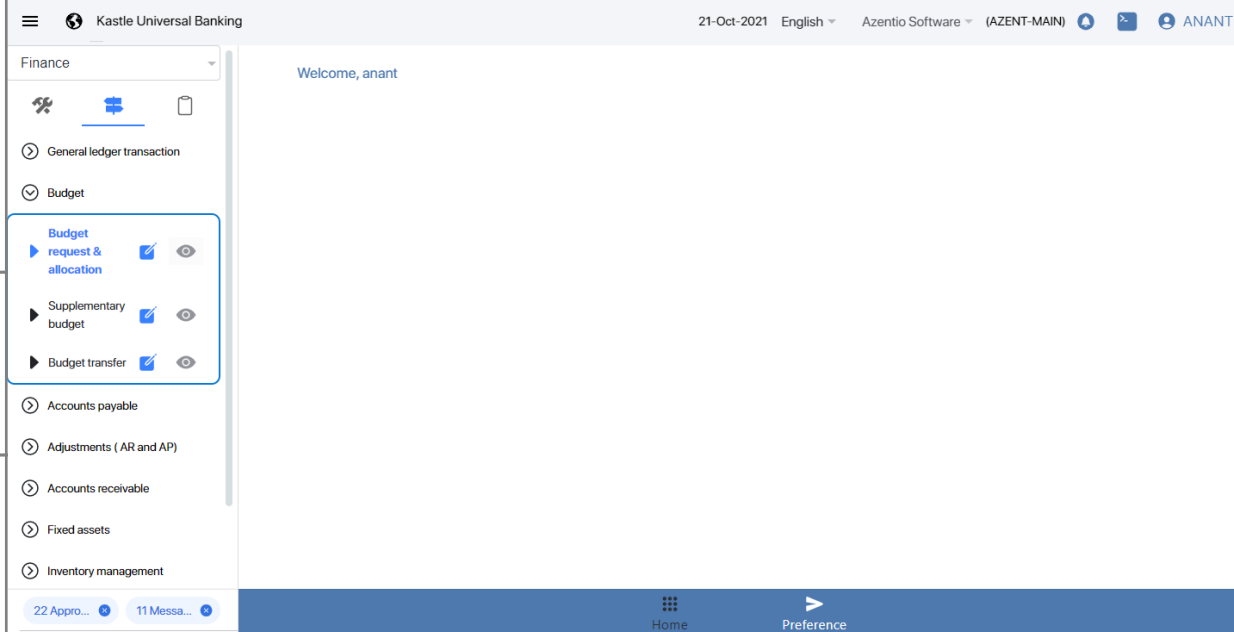 Kastle Universal Banking
21-Oct-2021 English Azentio Software (AZENT-MAIN) ANANT
Finance
Welcome, anant
General ledger transaction
Budget
Budget
request &
allocation
Supplementary
budget
Budget transfer
Accounts payable
Adjustments ( AR and AP)
Accounts receivable
Fixed assets
Inventory management
22 Appro... 11 Messa...
Home Preference